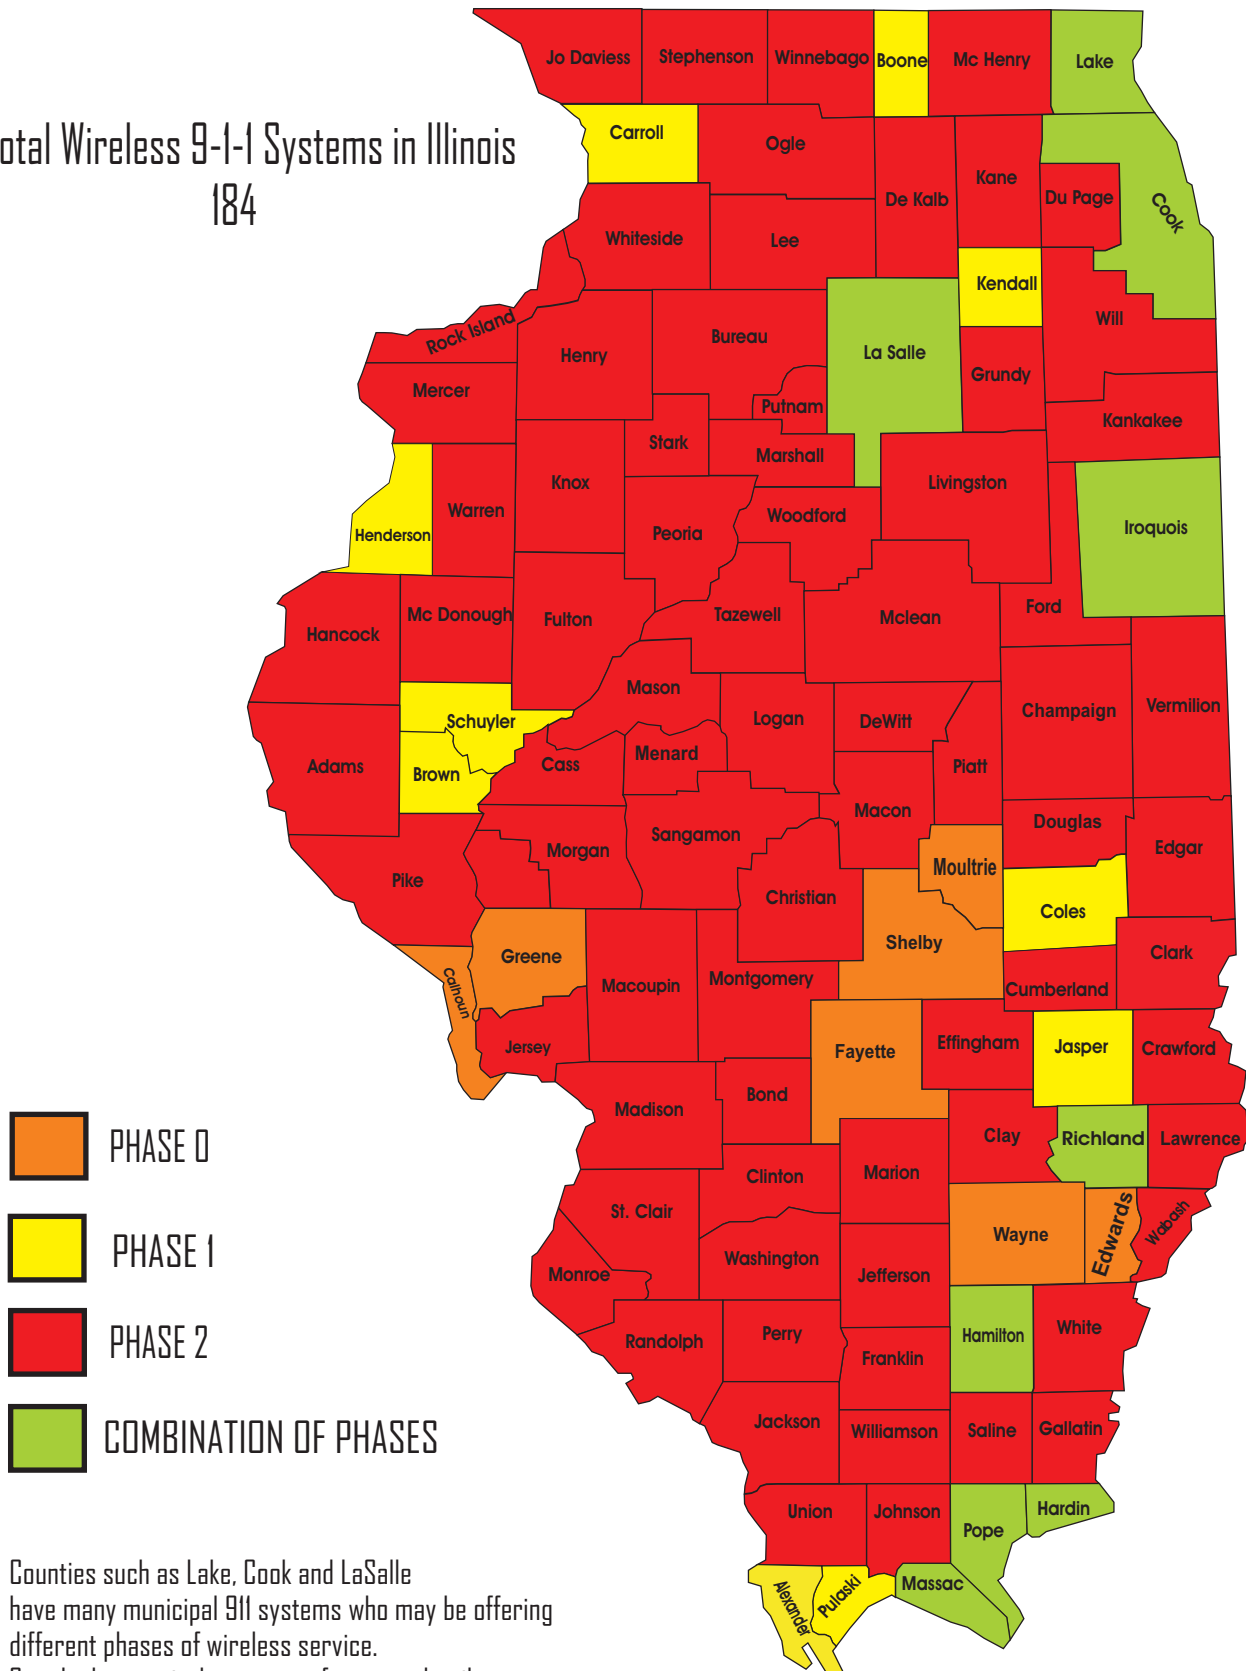 otal Wireless 9-1-1 Systems in Illinois
184
Jo Daviess
Stephenson
Winnebago
Boone
Mc Henry
Lake
Carroll
Ogle
De Kalb
Kane
Du Page
Cook
Whiteside
Lee
Kendall
Will
Rock Island
Henry
Bureau
La Salle
Grundy
Mercer
Putnam
Kankakee
Stark
Marshall
Knox
Livingston
Henderson
Warren
Peoria
Woodford
Iroquois
Hancock
Mc Donough
Fulton
Tazewell
Mclean
Ford
Schuyler
Mason
Logan
DeWitt
Champaign
Vermilion
Adams
Brown
Cass
Menard
Piatt
Macon
Douglas
Edgar
Pike
Morgan
Sangamon
Christian
Moultrie
Coles
Shelby
Clark
Greene
Calhoun
Macoupin
Montgomery
Cumberland
Jersey
Fayette
Effingham
Jasper
Crawford
Madison
Bond
Clay
Richland
Lawrence
Clinton
Marion
St. Clair
Wayne
Edwards
Wabash
Washington
Jefferson
Monroe
Randolph
Perry
Franklin
Hamilton
White
Jackson
Williamson
Saline
Gallatin
Union
Johnson
Pope
Hardin
Alexander
Pulaski
Massac
PHASE 0
PHASE 1
PHASE 2
COMBINATION OF PHASES
Counties such as Lake, Cook and LaSalle
have many municipal 911 systems who may be offering
different phases of wireless service.